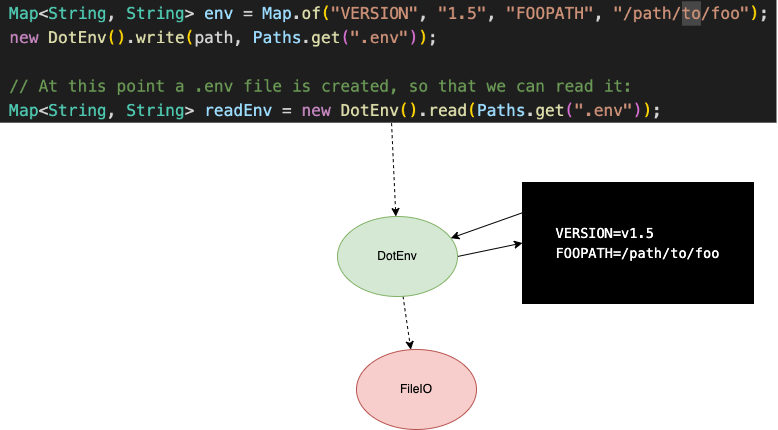 Map<String, String> env = Map.of("VERSION", "1.5", "FOOPATH", "/path/to/foo");
new DotEnv().write(path, Paths.get(".env"));
// At this point a .env file is created, so that we can read it:
Map<String, String> readEnv = new DotEnv().read(Paths.get(".env"));
VERSION=v1.5
FOOPATH=/path/to/foo
DotEnv
FileIO